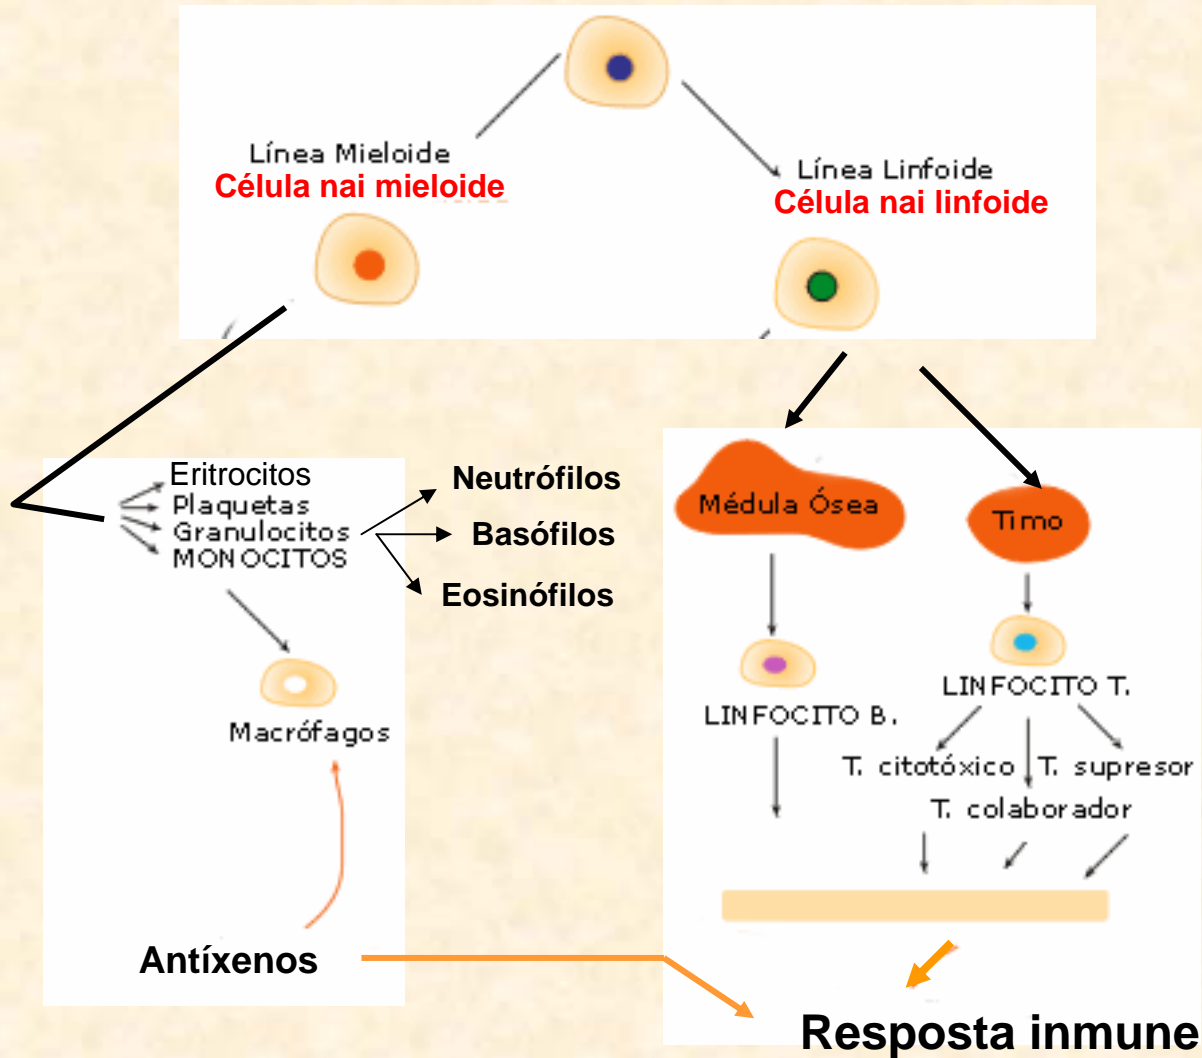 Línea Mieloide
Célula nai mieloide
Línea Linfoide
Célula nai linfoide
Eritrocitos
Plaquetas
Granulocitos
MONOCITOS
Neutrófilos
Basófilos
Eosinófilos
Macrófagos
Antíxenos
Médula Ósea
Timo
LINFOCITO B.
LINFOCITO T.
T. citotóxico
T. supresor
T. colaborador
Resposta inmune